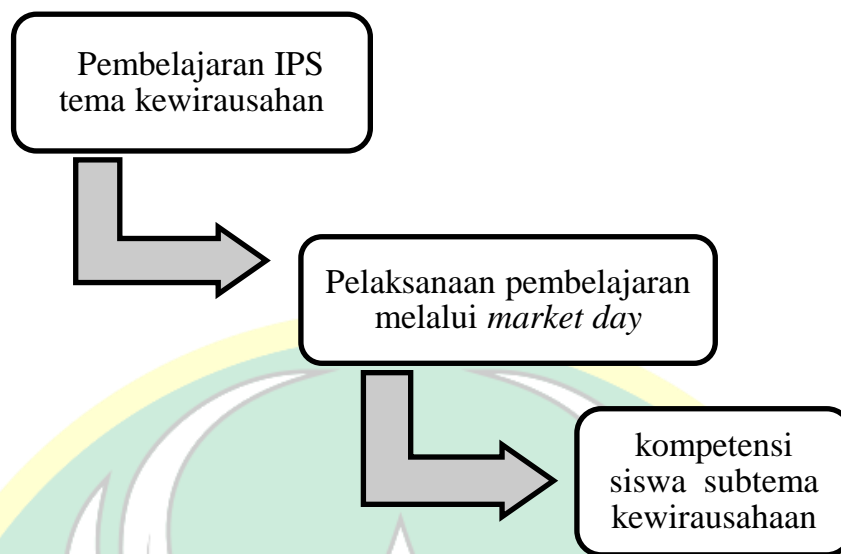 Pembelajaran IPS
tema kewirausahan
Pelaksanaan pembelajaran
melalui market day
kompetensi
siswa subtema
kewirausahaan